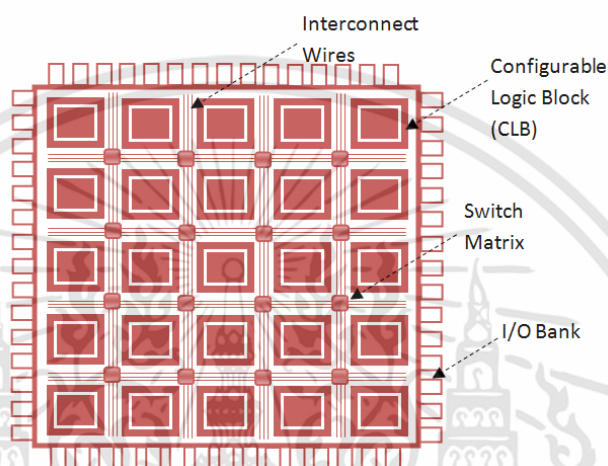 Interconnect
Wires
Configurable
Logic Block
(CLB)
Switch
Matrix
I/O Bank